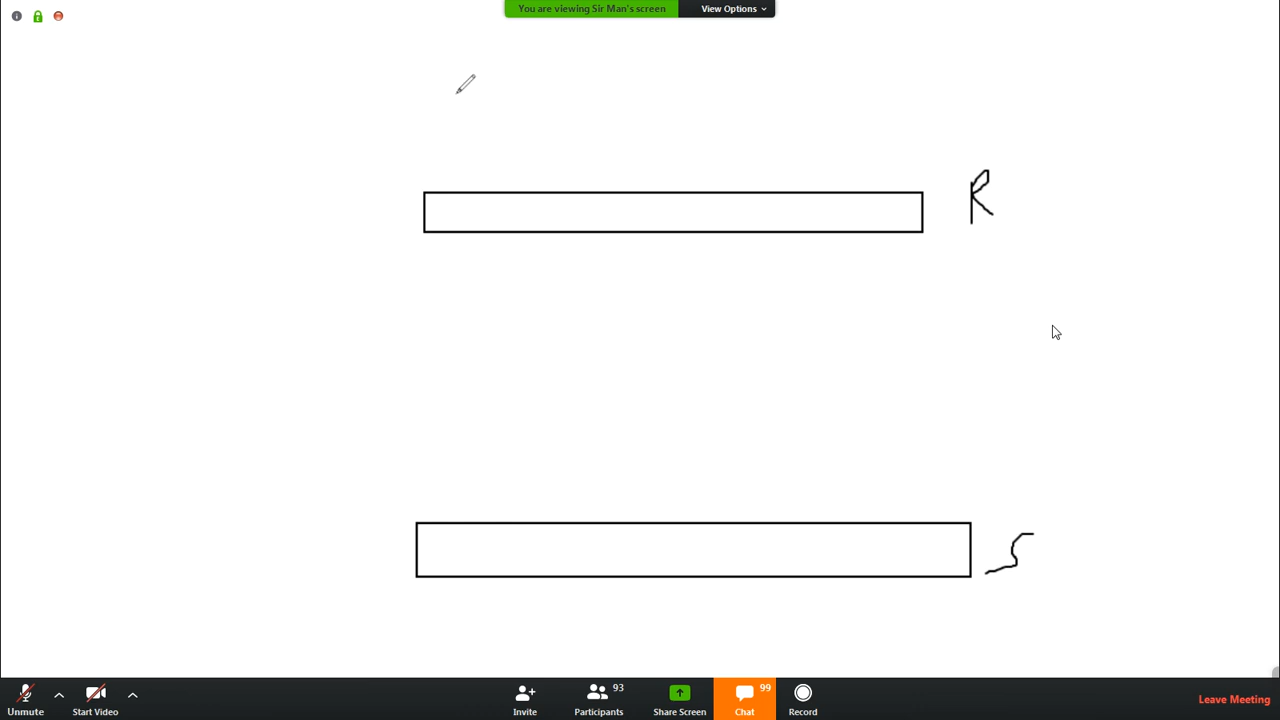 You are viewing Sir Man's screen View Options
R
S
93
99
Unmute Start Video Invite Participants Share Screen Chat Record Leave Meeting